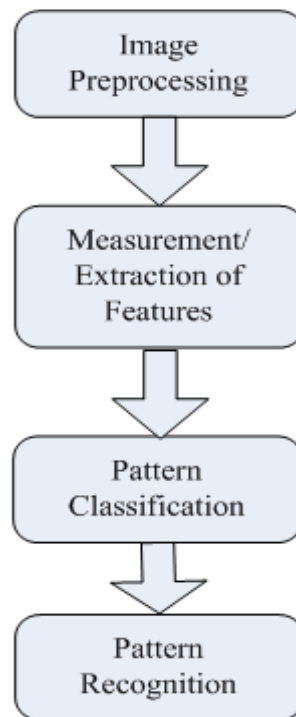 Image
Preprocessing
Measurement/
Extraction of
Features
Pattern
Classification
Pattern
Recognition